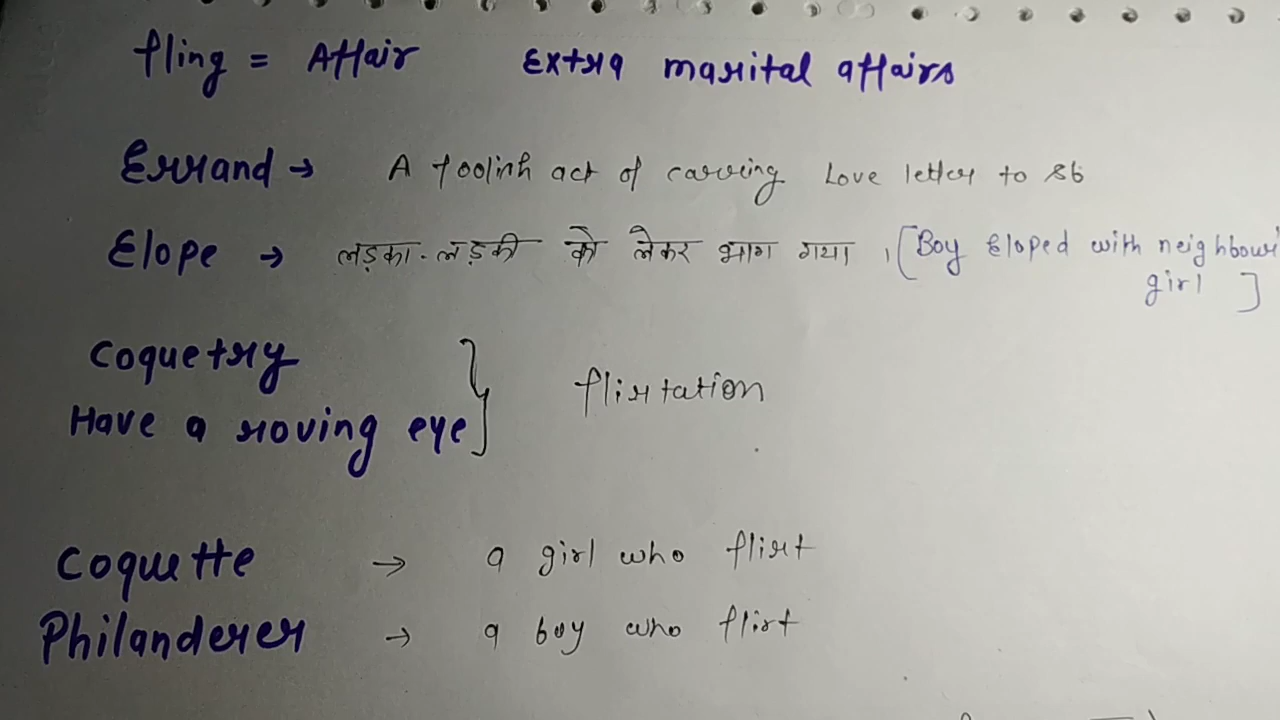 fling = Affair Extra marital affairs
Errand → A foolish act of carrying Love letter to sb
Elope → लड़का-लड़की को लेकर भाग गया, [Boy Eloped with neighbour
girl ]
Coquetry
Have a roving eye } flirtation
Coquette → a girl who flirt
Philanderer → a boy who flirt